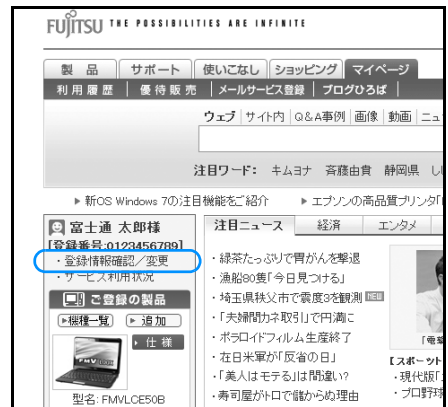 FUJITSU THE POSSIBILITIES ARE INFINITE
製 品 サポート 使いこなし ショッピング マイページ
利用履歴 優待販売 メールサービス登録 ブログひろば
ウェブ サイト内 Q&A事例 画像 動画 ニュ
注目ワード: キムヨナ 斉藤由貴 静岡県 し
▶ 新OS Windows 7の注目機能をご紹介 ▶ エプソンの高品質プリンタ「
富士通 太郎様
[登録番号:0123456789]
・登録情報確認/変更
・サービス利用状況
ご登録の製品
▶機種一覧 ▶ 追加
▶ 仕様
型名: FMVLCE50B
注目ニュース 経済 エンタメ
・緑茶たっぷりで胃がんを撃退
・漁船90隻「今日見つける」
・埼玉県秩父市で震度3を観測 NEW
・「夫婦間カネ取引」で円満に
・ポラロイドフィルム生産終了
・在日米軍が「反省の日」
・「美人はモテる」は間違い?
・寿司屋がトロで儲からぬ理由
「電撃
【スポーツト
・現代版「
・プロ野球